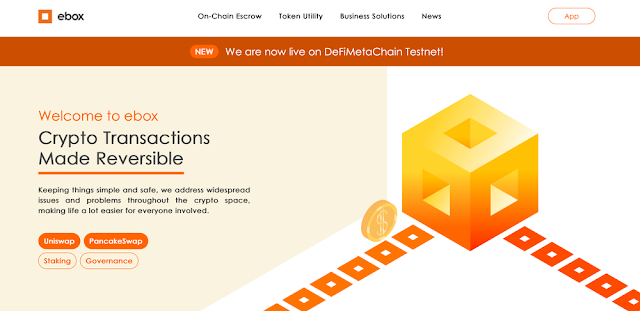 ebox
On-Chain Escrow Token Utility Business Solutions News App
NEW We are now live on DeFiMetaChain Testnet!
Welcome to ebox
Crypto Transactions
Made Reversible
Keeping things simple and safe, we address widespread
issues and problems throughout the crypto space,
making life a lot easier for everyone involved.
Uniswap PancakeSwap
Staking Governance
$